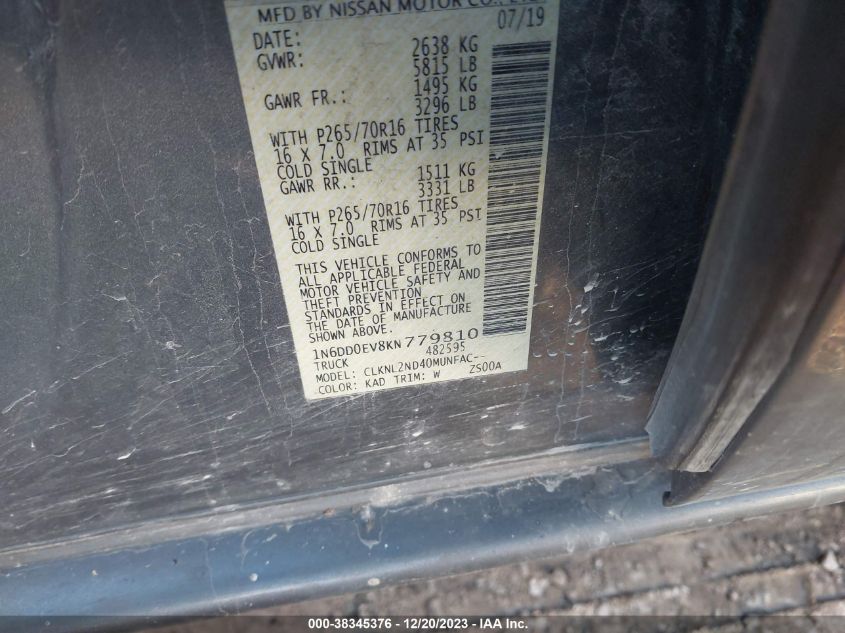 MFD BY NISSAN MOTOR CO., LTD.
DATE: 07/19
GVWR: 2638 KG
5815 LB
GAWR FR.: 1495 KG
3296 LB
WITH P265/70R16 TIRES
16 X 7.0 RIMS AT 35 PSI
COLD SINGLE
GAWR RR.: 1511 KG
3331 LB
WITH P265/70R16 TIRES
16 X 7.0 RIMS AT 35 PSI
COLD SINGLE
THIS VEHICLE CONFORMS TO
ALL APPLICABLE FEDERAL
MOTOR VEHICLE SAFETY AND
THEFT PREVENTION
STANDARDS IN EFFECT ON
THE DATE OF MANUFACTURE
SHOWN ABOVE.
1N6DD0EV8KN779810
TRUCK 482595
MODEL: CLKNL2ND40MUNFAC--
COLOR: KAD TRIM: W ZS00A
000-38345376 - 12/20/2023 - IAA Inc.